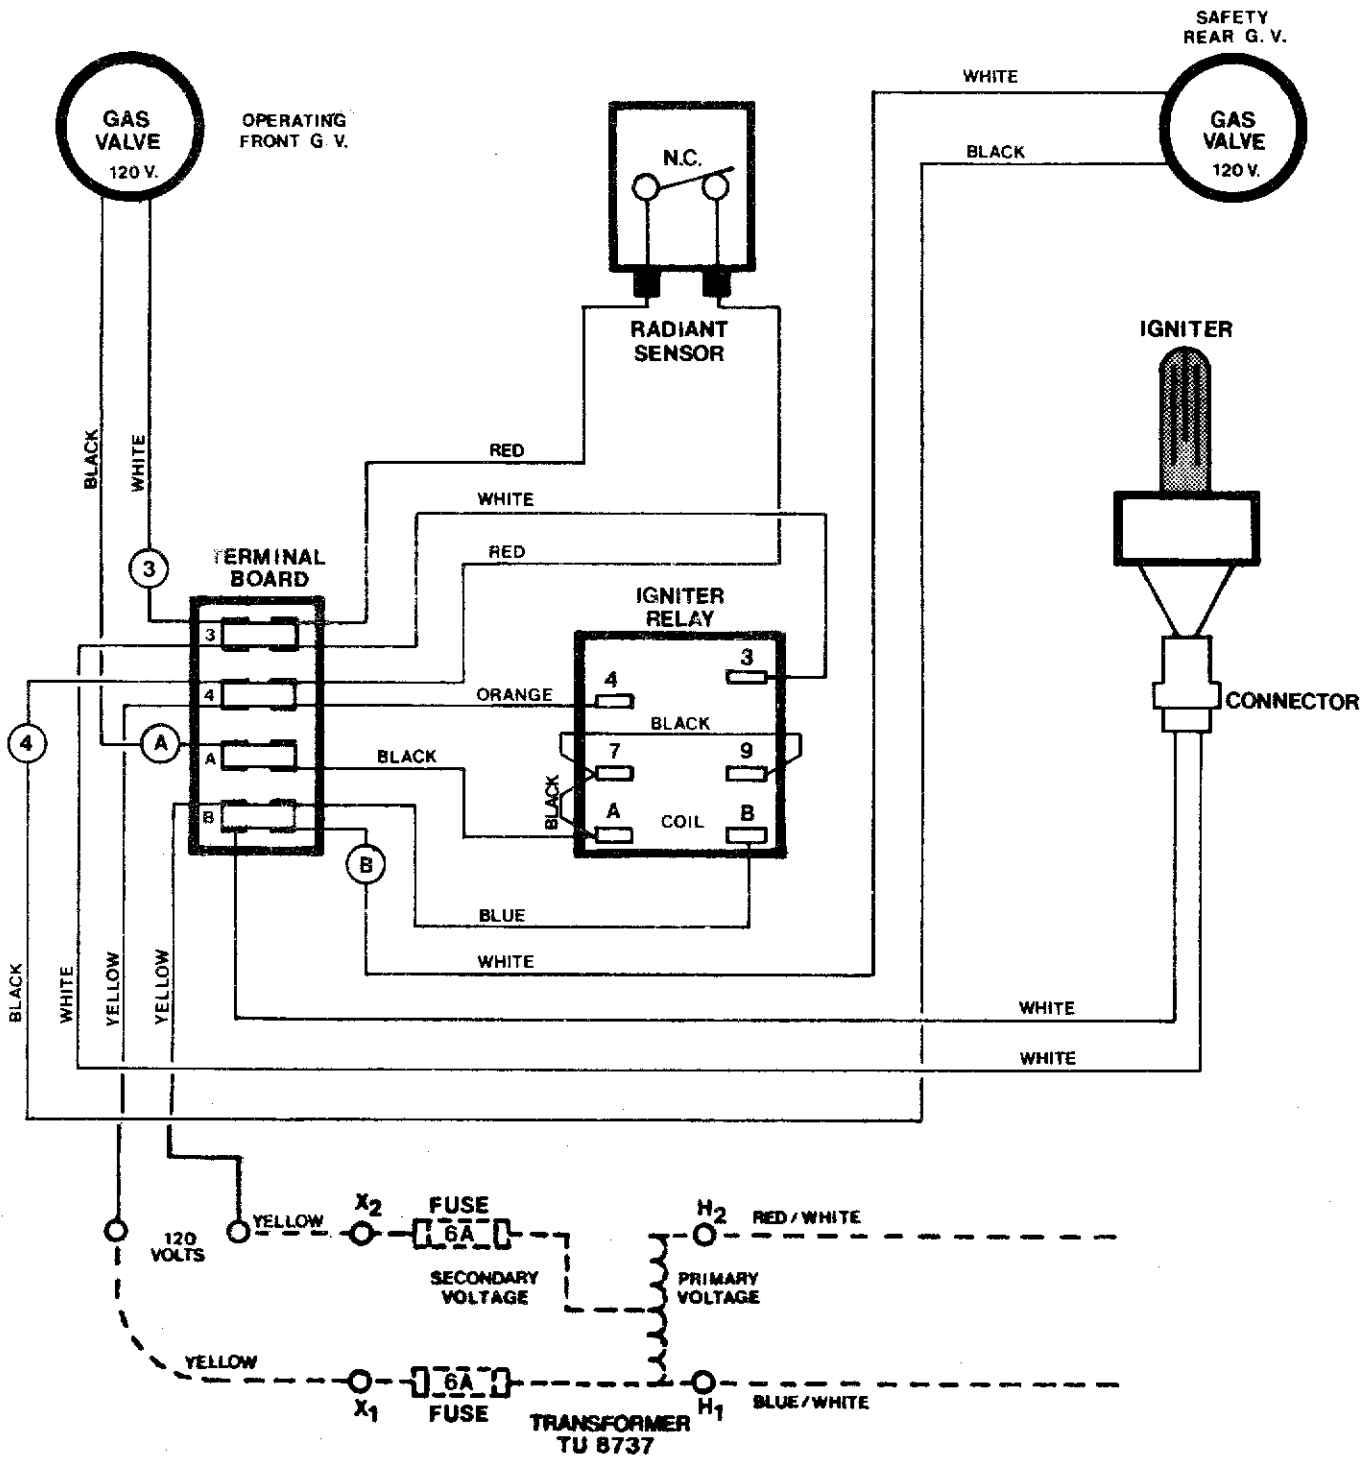 SAFETY
REAR G. V.
GAS
VALVE
120 V.
OPERATING
FRONT G V.
N.C.
WHITE
BLACK
GAS
VALVE
120 V.
RADIANT
SENSOR
IGNITER
BLACK
WHITE
RED
WHITE
RED
3
TERMINAL
BOARD
IGNITER
RELAY
3
4
A
B
4
A
ORANGE
BLACK
4
3
BLACK
7
9
BLACK
A
COIL
B
CONNECTOR
B
BLUE
WHITE
BLACK
WHITE
YELLOW
YELLOW
WHITE
WHITE
120
VOLTS
YELLOW
X2
FUSE
6A
H2
RED/WHITE
SECONDARY
VOLTAGE
PRIMARY
VOLTAGE
YELLOW
X1
6A
FUSE
H1
BLUE/WHITE
TRANSFORMER
TU 8737